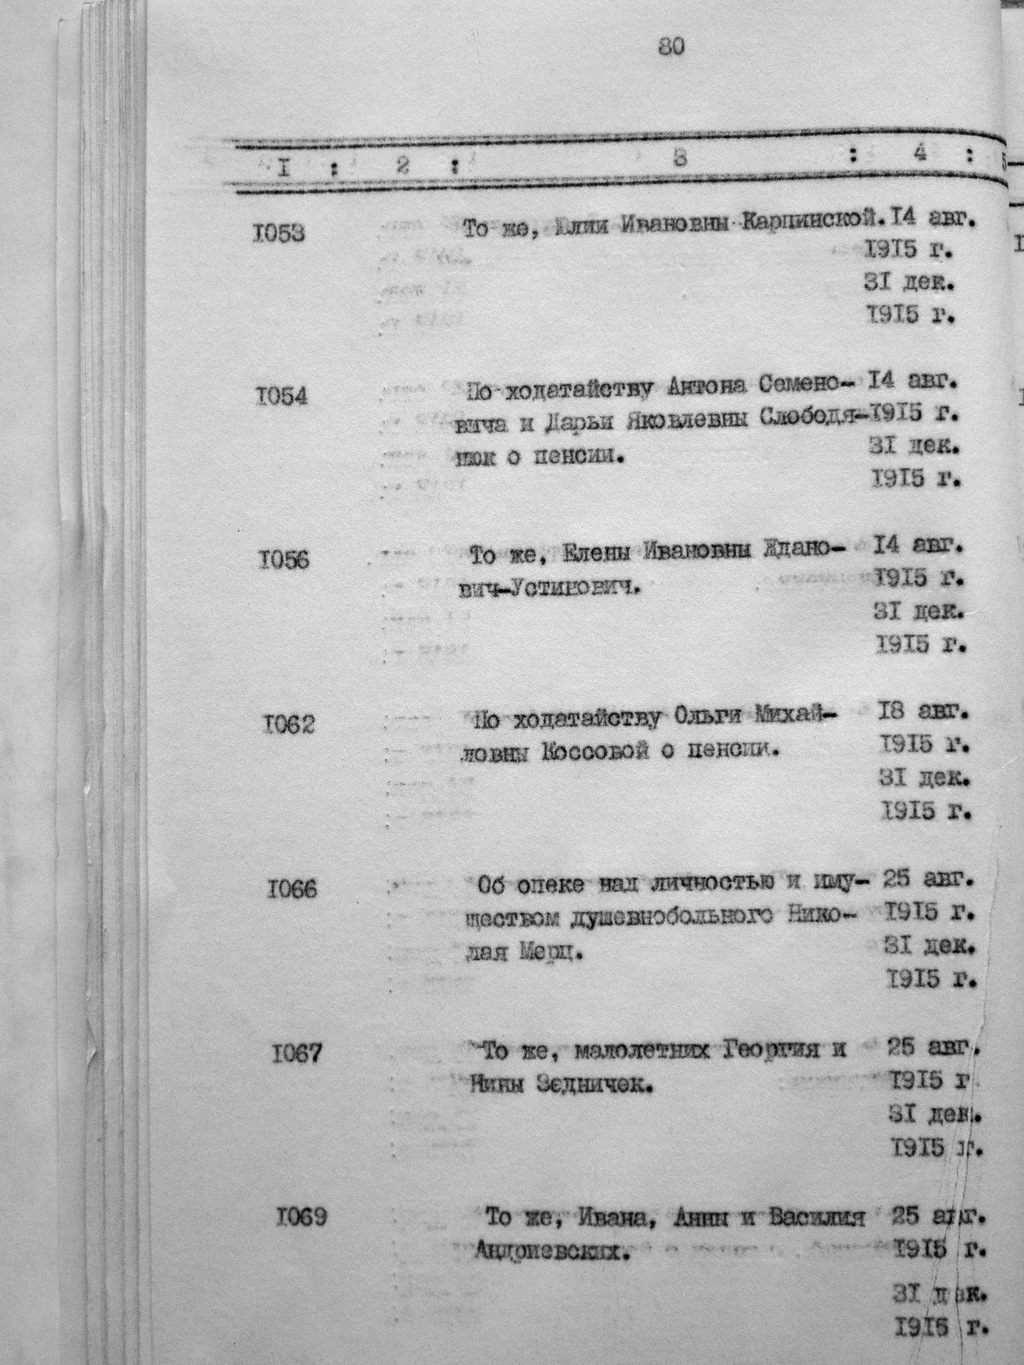 80
I : 2 : 3 : 4 :
I053 То же, Юлии Ивановны Карпинской. I4 авг.
I9I5 г.
3I дек.
I9I5 г.
I054 По ходатайству Антона Семено- I4 авг.
вича и Дарьи Яковлевны Слободя- I9I5 г.
нюк о пенсии. 3I дек.
I9I5 г.
I056 То же, Елены Ивановны Ждано- I4 авг.
вич-Устинович. I9I5 г.
3I дек.
I9I5 г.
I062 По ходатайству Ольги Михай- I8 авг.
ловны Коссовой о пенсии. I9I5 г.
3I дек.
I9I5 г.
I066 Об опеке над личностью и иму- 25 авг.
ществом душевнобольного Нико- I9I5 г.
лая Мерц. 3I дек.
I9I5 г.
I067 То же, малолетних Георгия и 25 авг.
Нины Зедничек. I9I5 г
3I дек.
I9I5 г.
I069 То же, Ивана, Анны и Василия 25 авг.
Андриевских. I9I5 г.
3I дек.
I9I5 г.